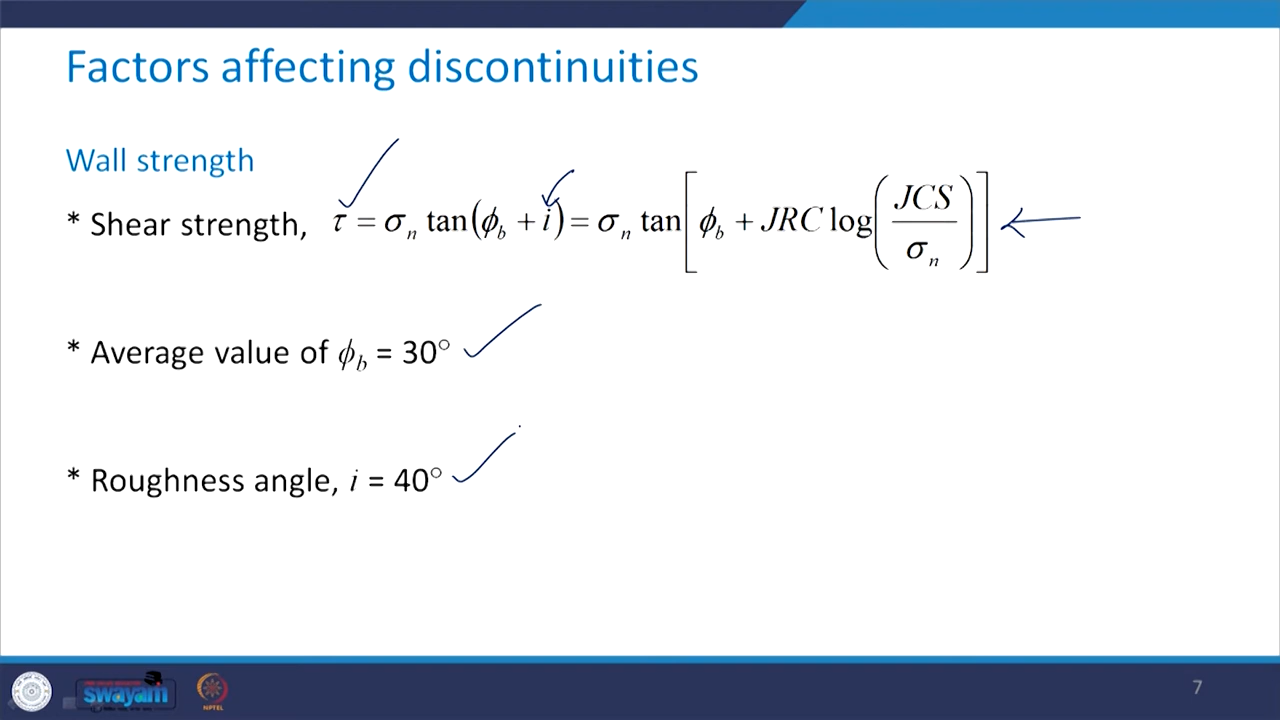 Factors affecting discontinuities
Wall strength
* Shear strength, τ = σn tan(ϕb + i) = σn tan[ϕb + JRC log(JCS/σn)]
* Average value of ϕb = 30°
* Roughness angle, i = 40°
swayam
NPTEL
7